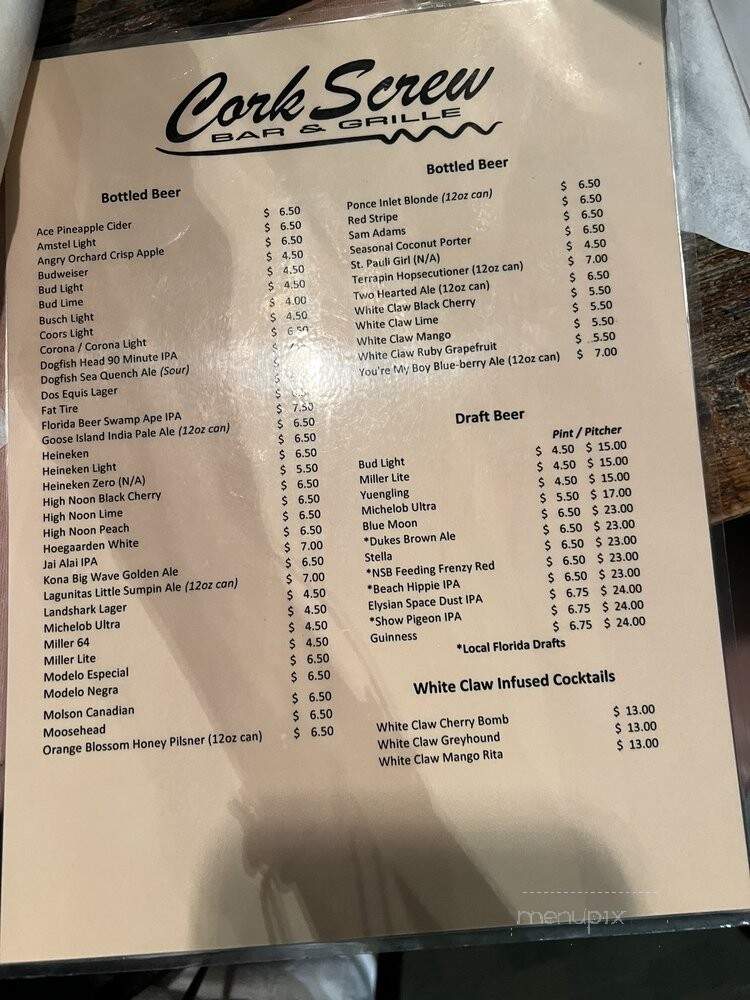 Cork Screw
BAR & GRILLE
Bottled Beer
Ace Pineapple Cider $ 6.50
Amstel Light $ 6.50
Angry Orchard Crisp Apple $ 6.50
Budweiser $ 4.50
Bud Light $ 4.50
Bud Lime $ 4.50
Busch Light $ 4.00
Coors Light $ 4.50
Corona / Corona Light $ 6.50
Dogfish Head 90 Minute IPA $
Dogfish Sea Quench Ale (Sour) $
Dos Equis Lager $
Fat Tire $
Florida Beer Swamp Ape IPA $ 7.50
Goose Island India Pale Ale (12oz can) $ 6.50
Heineken $ 6.50
Heineken Light $ 6.50
Heineken Zero (N/A) $ 5.50
High Noon Black Cherry $ 6.50
High Noon Lime $ 6.50
High Noon Peach $ 6.50
Hoegaarden White $ 6.50
Jai Alai IPA $ 7.00
Kona Big Wave Golden Ale $ 6.50
Lagunitas Little Sumpin Ale (12oz can) $ 7.00
Landshark Lager $ 4.50
Michelob Ultra $ 4.50
Miller 64 $ 4.50
Miller Lite $ 4.50
Modelo Especial $ 6.50
Modelo Negra $ 6.50
Molson Canadian $ 6.50
Moosehead $ 6.50
Orange Blossom Honey Pilsner (12oz can) $ 6.50
Bottled Beer
Ponce Inlet Blonde (12oz can) $ 6.50
Red Stripe $ 6.50
Sam Adams $ 6.50
Seasonal Coconut Porter $ 6.50
St. Pauli Girl (N/A) $ 4.50
Terrapin Hopsecutioner (12oz can) $ 7.00
Two Hearted Ale (12oz can) $ 6.50
White Claw Black Cherry $ 5.50
White Claw Lime $ 5.50
White Claw Mango $ 5.50
White Claw Ruby Grapefruit $ 5.50
You're My Boy Blue-berry Ale (12oz can) $ 7.00
Draft Beer
Pint / Pitcher
Bud Light $ 4.50 $ 15.00
Miller Lite $ 4.50 $ 15.00
Yuengling $ 4.50 $ 15.00
Michelob Ultra $ 5.50 $ 17.00
Blue Moon $ 6.50 $ 23.00
*Dukes Brown Ale $ 6.50 $ 23.00
Stella $ 6.50 $ 23.00
*NSB Feeding Frenzy Red $ 6.50 $ 23.00
*Beach Hippie IPA $ 6.50 $ 23.00
Elysian Space Dust IPA $ 6.75 $ 24.00
*Show Pigeon IPA $ 6.75 $ 24.00
Guinness $ 6.75 $ 24.00
*Local Florida Drafts
White Claw Infused Cocktails
White Claw Cherry Bomb $ 13.00
White Claw Greyhound $ 13.00
White Claw Mango Rita $ 13.00
menupix